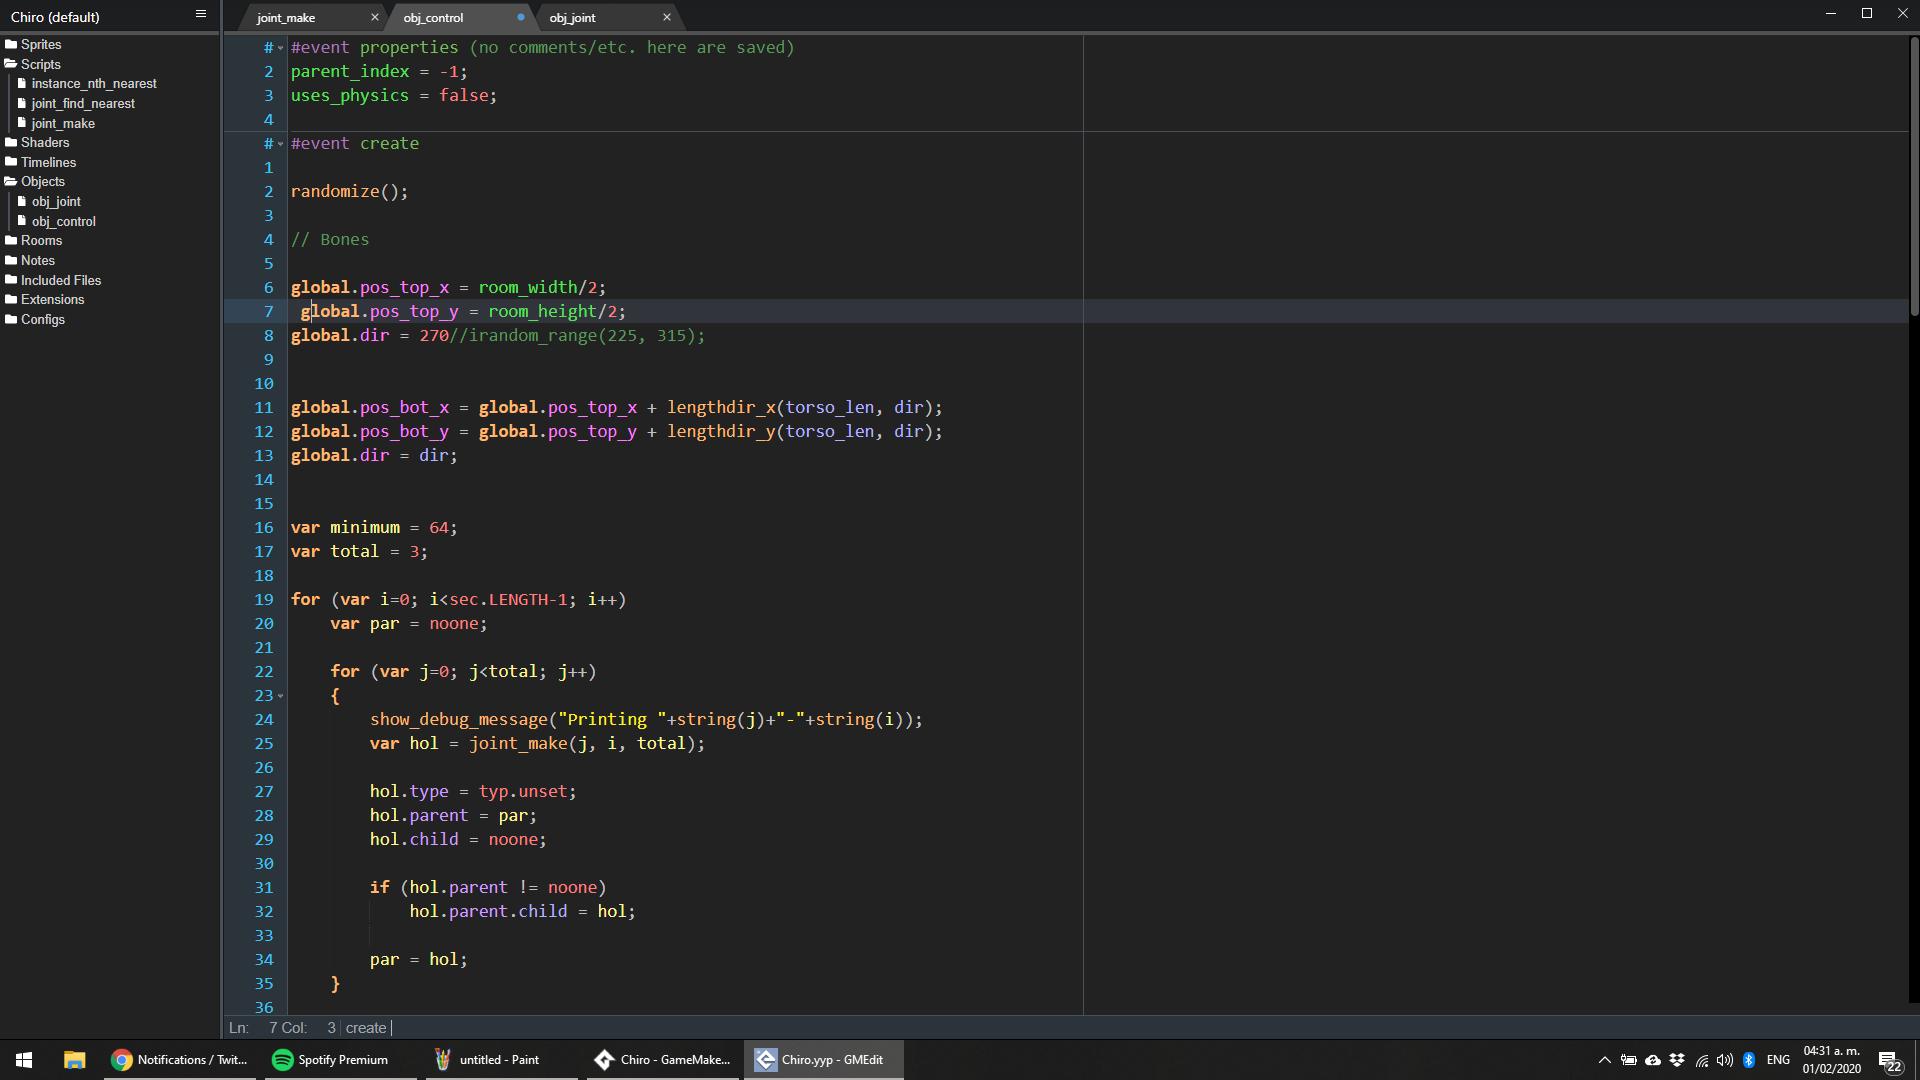 Chiro (default)
joint_make
obj_control
obj_joint
Sprites
Scripts
instance_nth_nearest
joint_find_nearest
joint_make
Shaders
Timelines
Objects
obj_joint
obj_control
Rooms
Notes
Included Files
Extensions
Configs
# #event properties (no comments/etc. here are saved)
2 parent_index = -1;
3 uses_physics = false;
4
# #event create
1
2 randomize();
3
4 // Bones
5
6 global.pos_top_x = room_width/2;
7 global.pos_top_y = room_height/2;
8 global.dir = 270//irandom_range(225, 315);
9
10
11 global.pos_bot_x = global.pos_top_x + lengthdir_x(torso_len, dir);
12 global.pos_bot_y = global.pos_top_y + lengthdir_y(torso_len, dir);
13 global.dir = dir;
14
15
16 var minimum = 64;
17 var total = 3;
18
19 for (var i=0; i<sec.LENGTH-1; i++)
20 var par = noone;
21
22 for (var j=0; j<total; j++)
23 {
24 show_debug_message("Printing "+string(j)+"-"+string(i));
25 var hol = joint_make(j, i, total);
26
27 hol.type = typ.unset;
28 hol.parent = par;
29 hol.child = noone;
30
31 if (hol.parent != noone)
32 hol.parent.child = hol;
33
34 par = hol;
35 }
36
Ln: 7 Col: 3 create
Notifications / Twit...
Spotify Premium
untitled - Paint
Chiro - GameMake...
Chiro.yyp - GMEdit
ENG
04:31 a. m.
01/02/2020
22